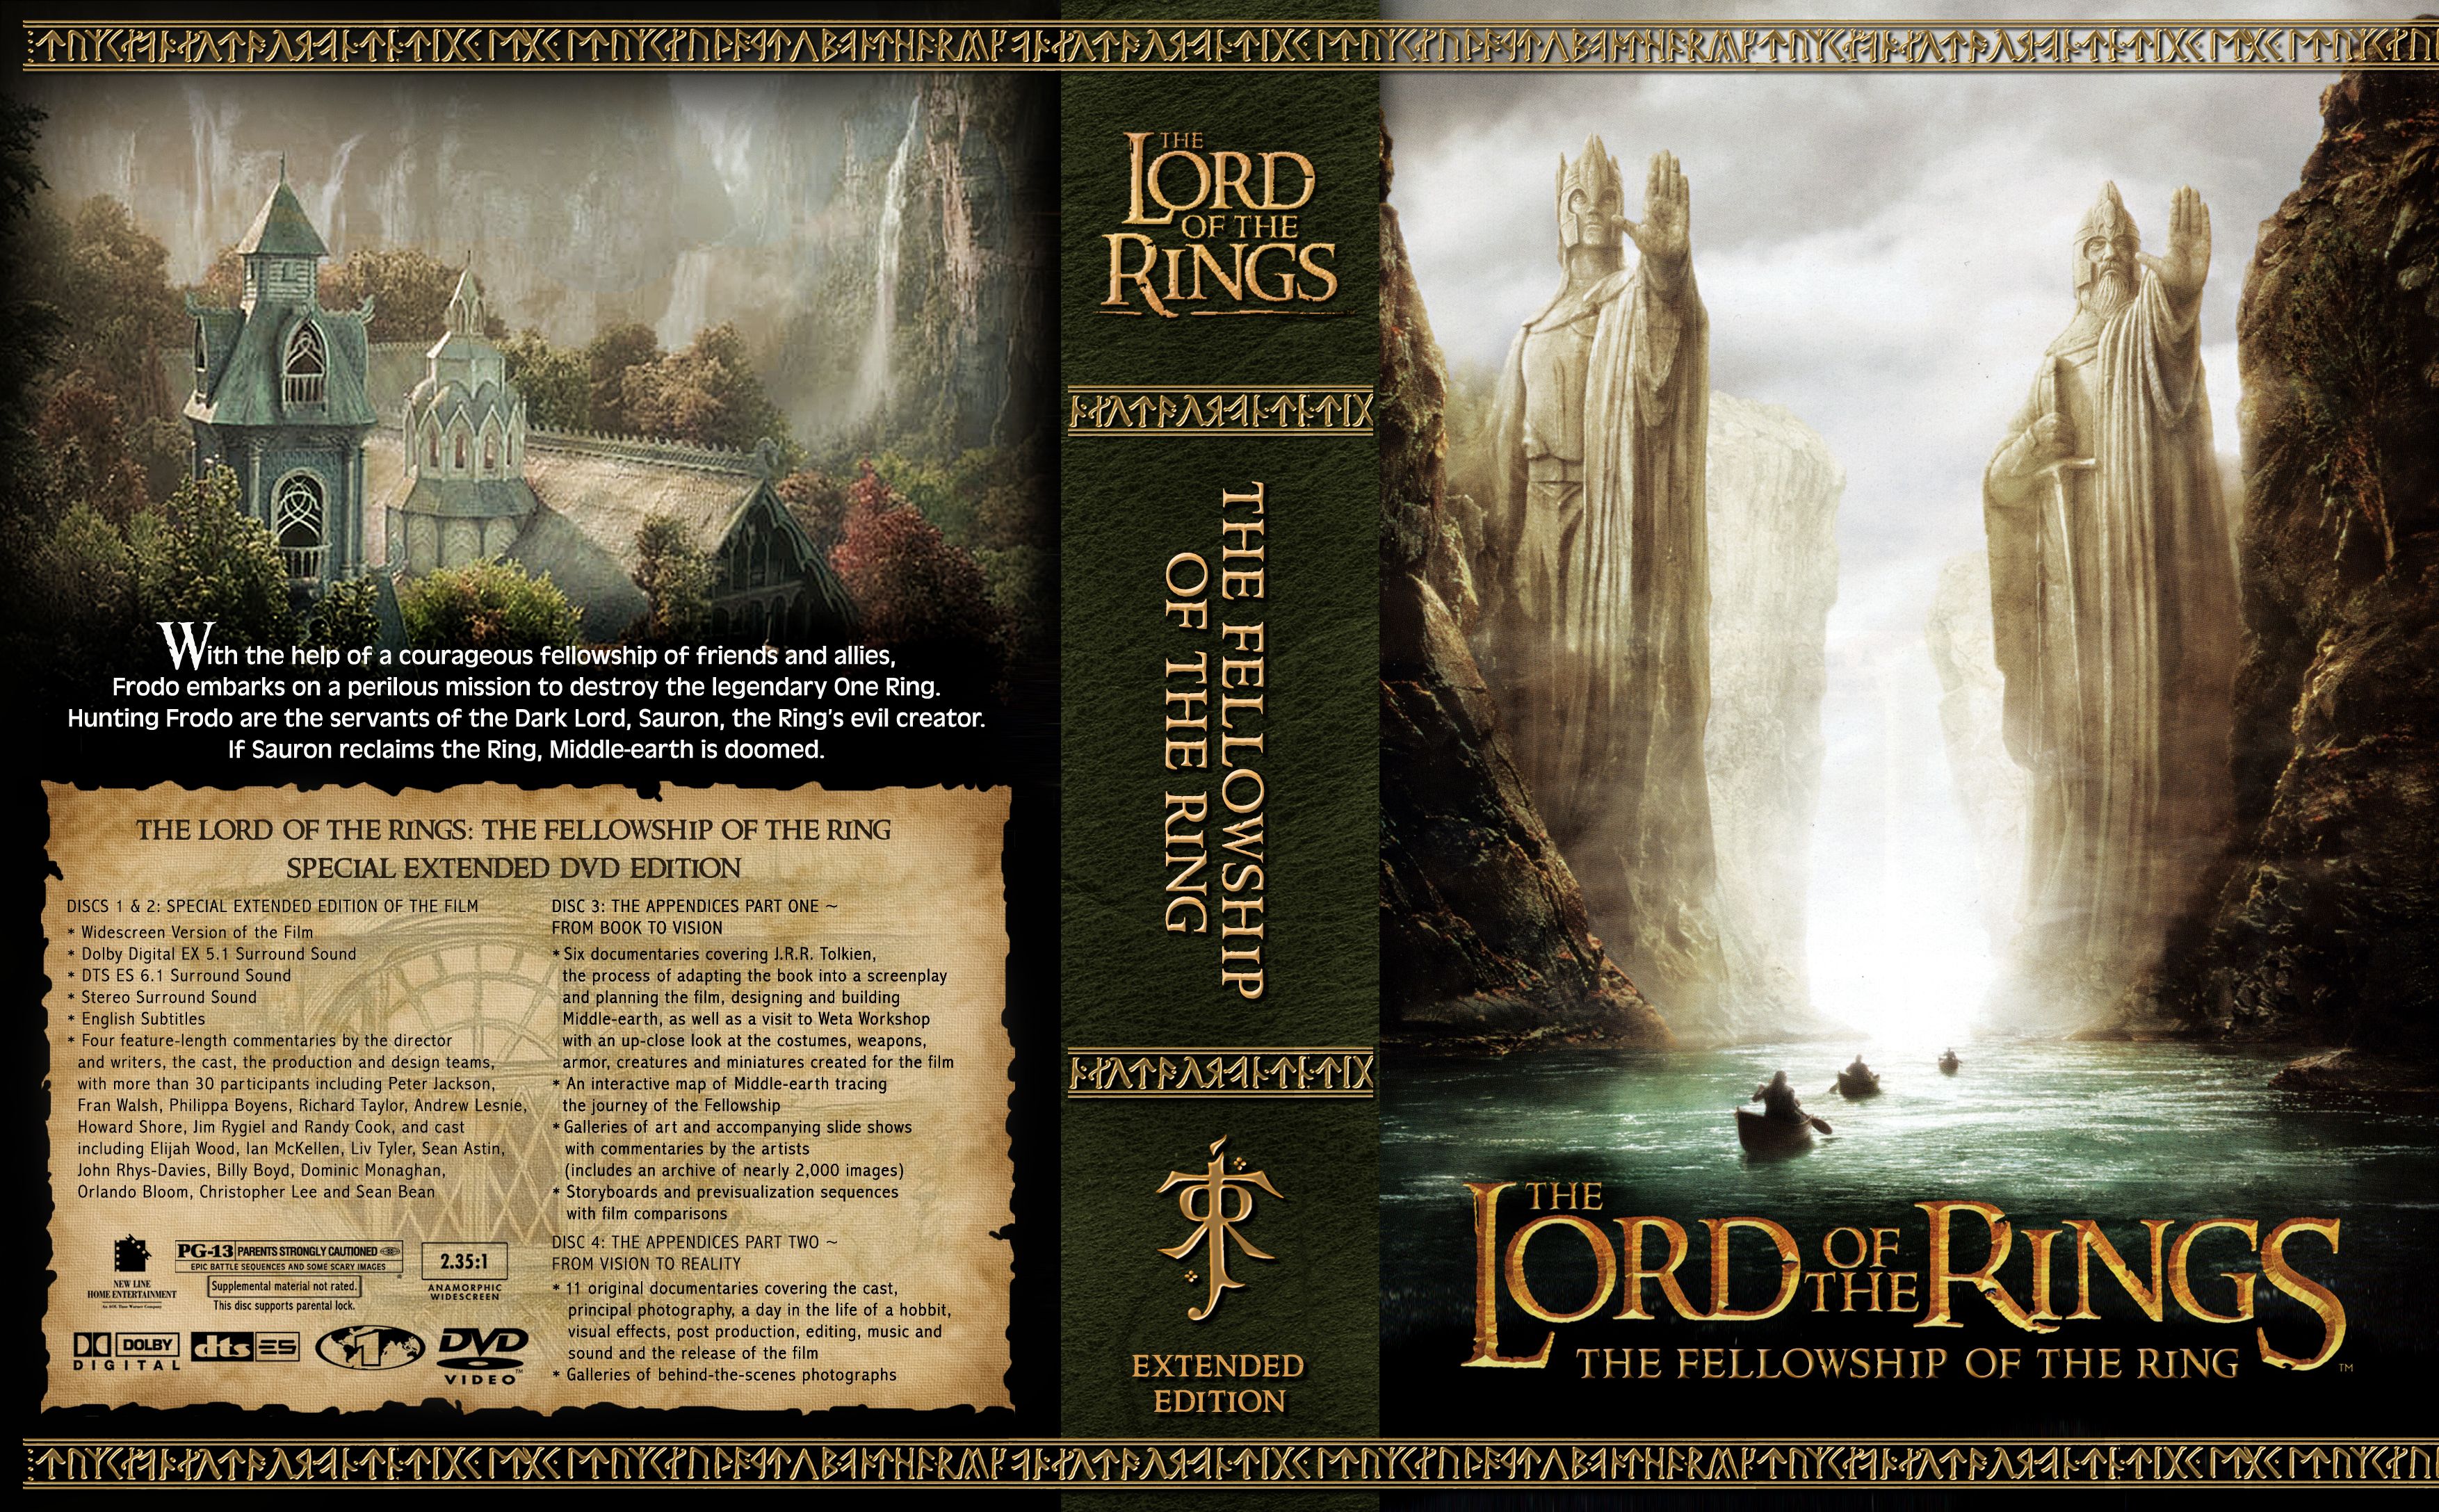 With the help of a courageous fellowship of friends and allies,
Frodo embarks on a perilous mission to destroy the legendary One Ring.
Hunting Frodo are the servants of the Dark Lord, Sauron, the Ring's evil creator.
If Sauron reclaims the Ring, Middle-earth is doomed.
THE LORD OF THE RINGS: THE FELLOWSHIP OF THE RING
SPECIAL EXTENDED DVD EDITION
DISCS 1 & 2: SPECIAL EXTENDED EDITION OF THE FILM
* Widescreen Version of the Film
* Dolby Digital EX 5.1 Surround Sound
* DTS ES 6.1 Surround Sound
* Stereo Surround Sound
* English Subtitles
* Four feature-length commentaries by the director
and writers, the cast, the production and design teams,
with more than 30 participants including Peter Jackson,
Fran Walsh, Philippa Boyens, Richard Taylor, Andrew Lesnie,
Howard Shore, Jim Rygiel and Randy Cook, and cast
including Elijah Wood, Ian McKellen, Liv Tyler, Sean Astin,
John Rhys-Davies, Billy Boyd, Dominic Monaghan,
Orlando Bloom, Christopher Lee and Sean Bean
NEW LINE
HOME ENTERTAINMENT
An AOL Time Warner Company
PG-13 PARENTS STRONGLY CAUTIONED
EPIC BATTLE SEQUENCES AND SOME SCARY IMAGES
Supplemental material not rated.
This disc supports parental lock.
2.35:1
ANAMORPHIC
WIDESCREEN
DOLBY
DIGITAL
dts ES
1
DVD
VIDEO™
DISC 3: THE APPENDICES PART ONE ~
FROM BOOK TO VISION
* Six documentaries covering J.R.R. Tolkien,
the process of adapting the book into a screenplay
and planning the film, designing and building
Middle-earth, as well as a visit to Weta Workshop
with an up-close look at the costumes, weapons,
armor, creatures and miniatures created for the film
* An interactive map of Middle-earth tracing
the journey of the Fellowship
* Galleries of art and accompanying slide shows
with commentaries by the artists
(includes an archive of nearly 2,000 images)
* Storyboards and previsualization sequences
with film comparisons
DISC 4: THE APPENDICES PART TWO ~
FROM VISION TO REALITY
* 11 original documentaries covering the cast,
principal photography, a day in the life of a hobbit,
visual effects, post production, editing, music and
sound and the release of the film
* Galleries of behind-the-scenes photographs
THE
LORD
OF THE
RINGS
THE FELLOWSHIP
OF THE RING
EXTENDED
EDITION
THE
LORD OF THE RINGS
THE FELLOWSHIP OF THE RING ™